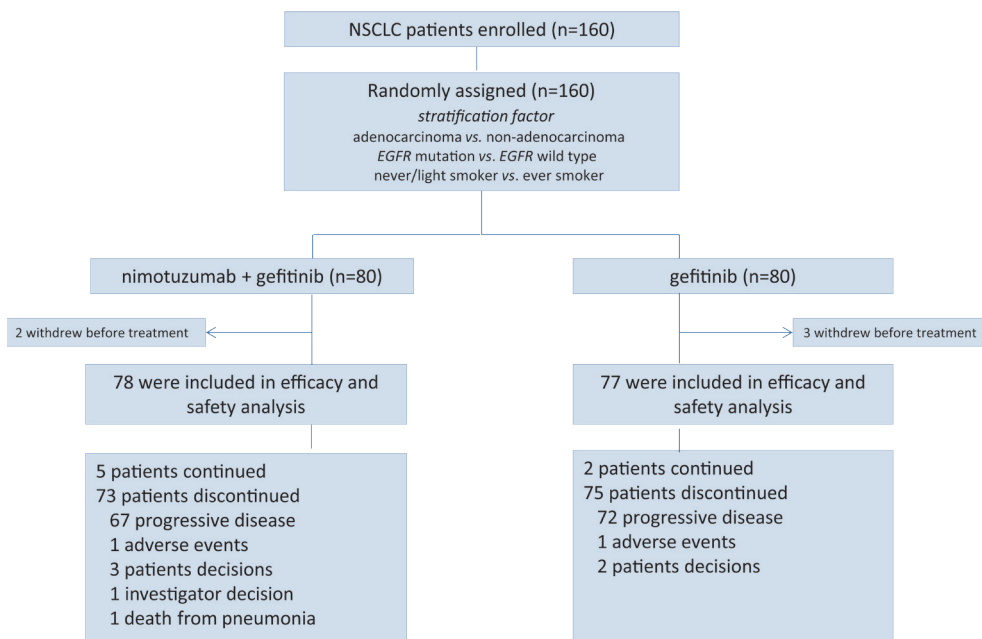 NSCLC patients enrolled (n=160)
Randomly assigned (n=160)
stratification factor
adenocarcinoma vs. non-adenocarcinoma
EGFR mutation vs. EGFR wild type
never/light smoker vs. ever smoker
nimotuzumab + gefitinib (n=80)
gefitinib (n=80)
2 withdrew before treatment
3 withdrew before treatment
78 were included in efficacy and
safety analysis
77 were included in efficacy and
safety analysis
5 patients continued
73 patients discontinued
67 progressive disease
1 adverse events
3 patients decisions
1 investigator decision
1 death from pneumonia
2 patients continued
75 patients discontinued
72 progressive disease
1 adverse events
2 patients decisions